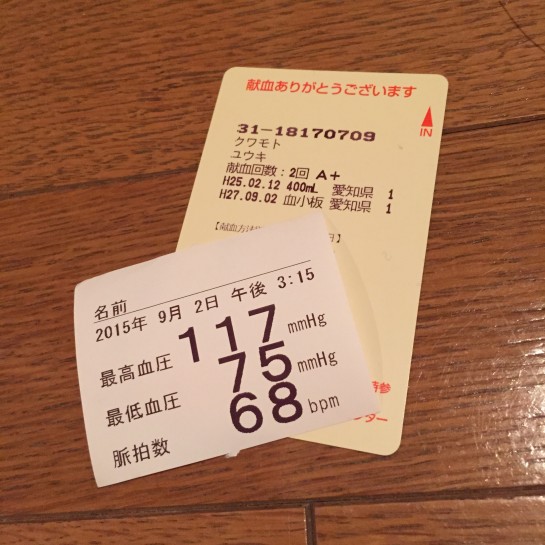 献血ありがとうございます
IN
31-18170709
クワモト
ユウキ
献血回数:2回 A+
H25.02.12 400mL 愛知県 1
H27.09.02 血小板 愛知県 1
【献血方法
】
名前
2015年 9月 2日 午後 3:15
最高血圧 117 mmHg
最低血圧 75 mmHg
脈拍数 68 bpm